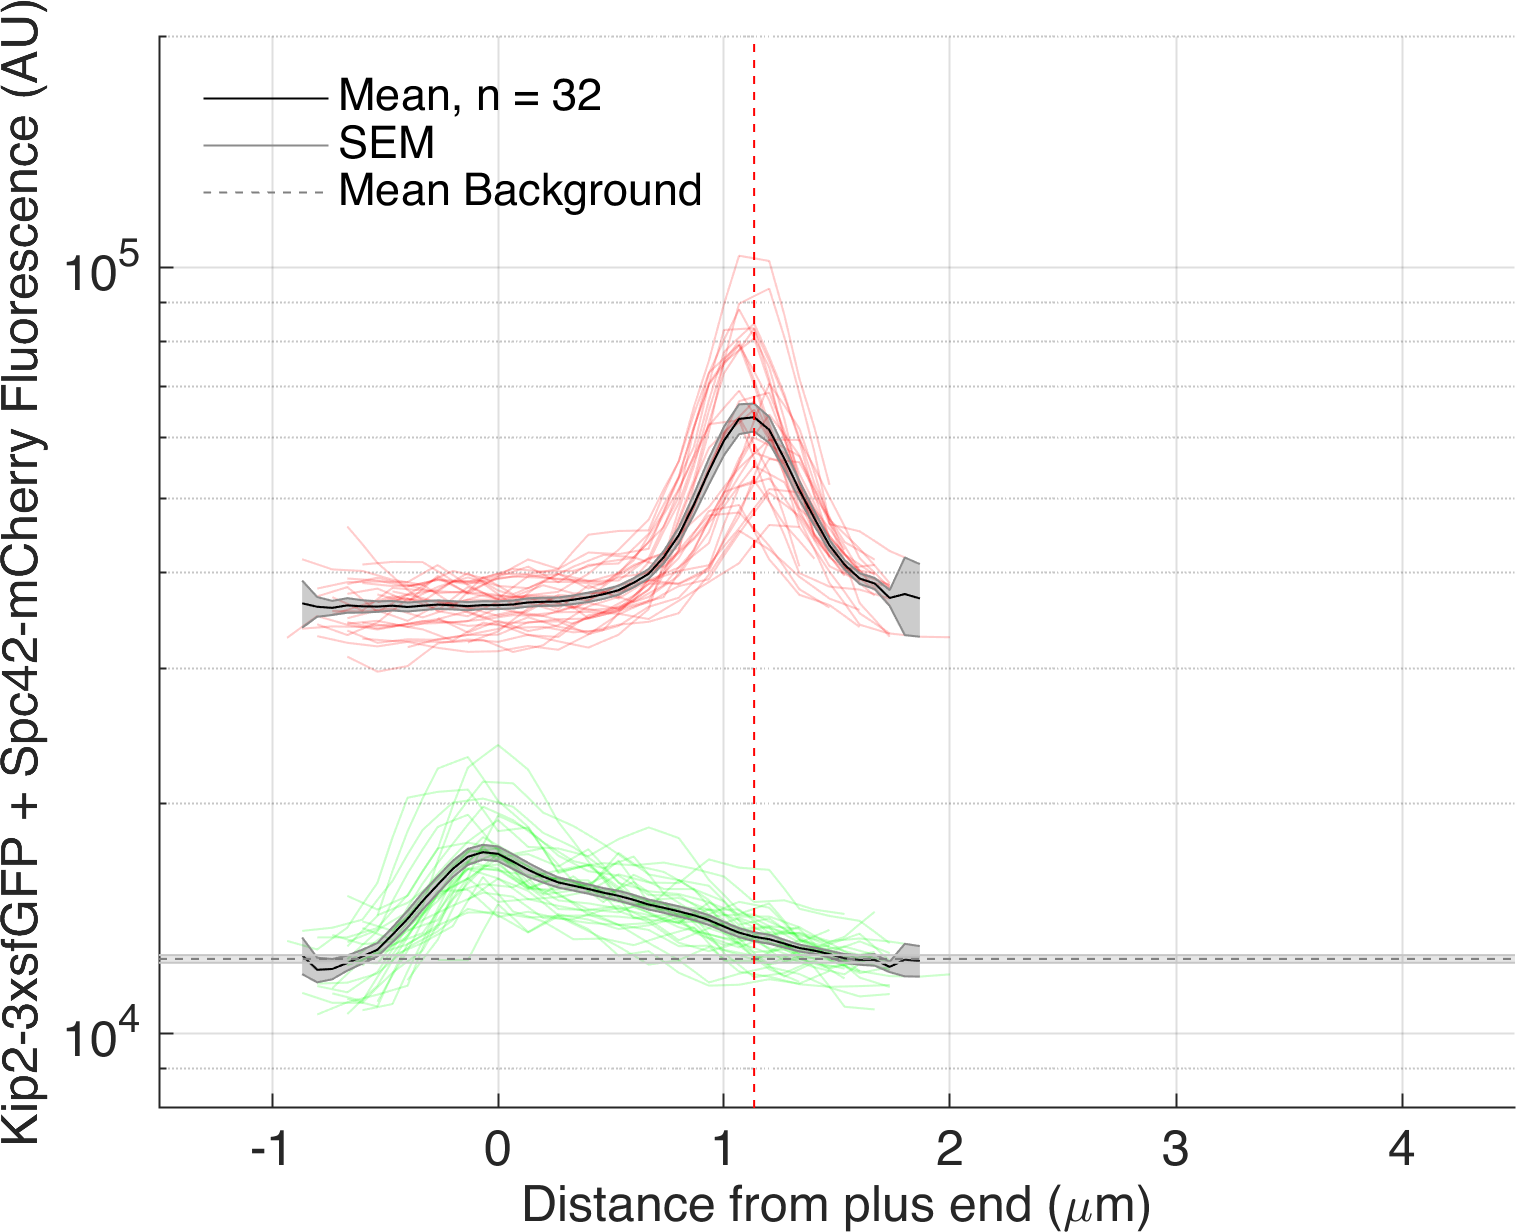 Kip2-3xsfGFP + Spc42-mCherry Fluorescence (AU)
Mean, n = 32
SEM
Mean Background
10^5
10^4
-1 0 1 2 3 4
Distance from plus end (μm)